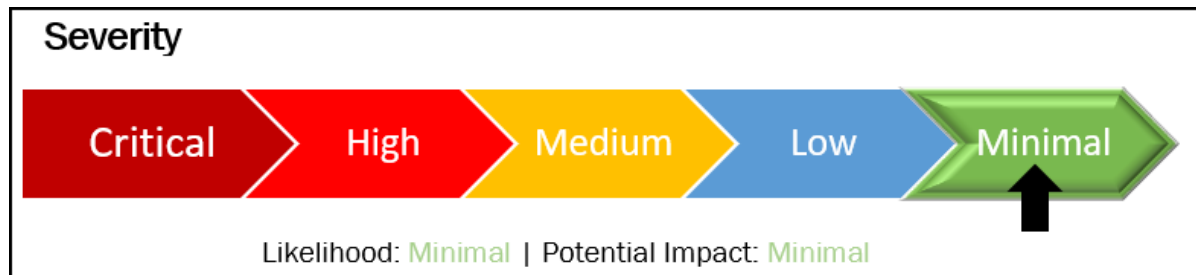 Severity
Critical High Medium Low Minimal
Likelihood: Minimal | Potential Impact: Minimal